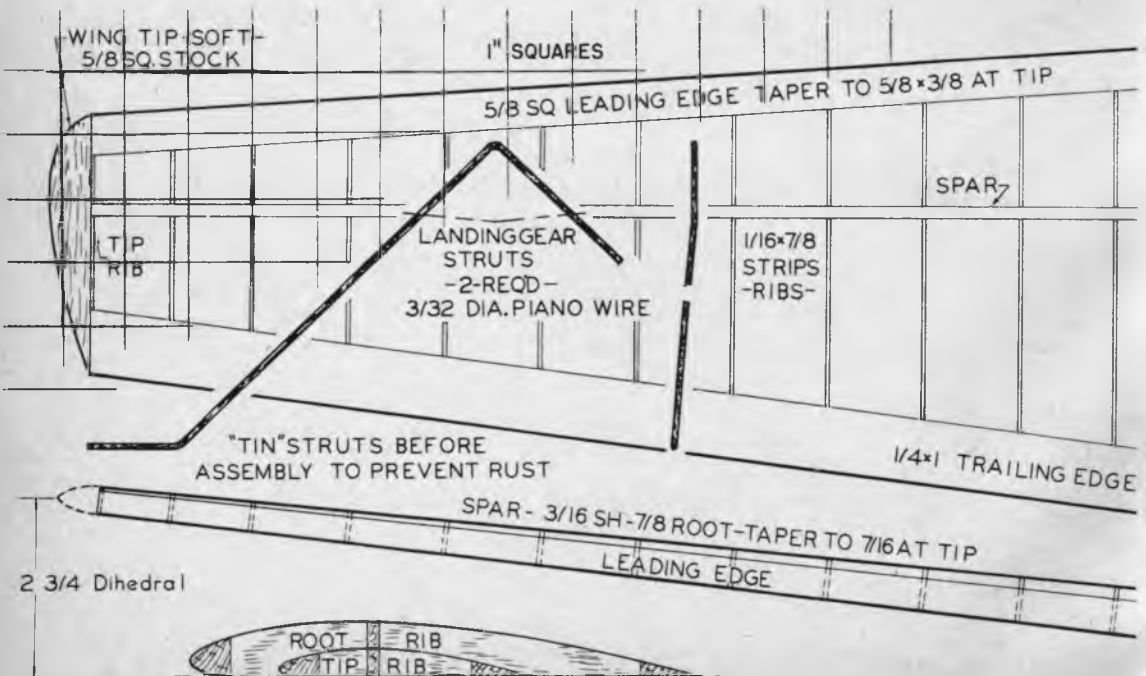 WING TIP SOFT-
5/8 SQ. STOCK
1" SQUARES
5/8 SQ LEADING EDGE TAPER TO 5/8 × 3/8 AT TIP
SPAR
TIP
RIB
LANDING GEAR
STRUTS
-2-REQ'D-
3/32 DIA. PIANO WIRE
1/16×7/8
STRIPS
-RIBS-
"TIN" STRUTS BEFORE
ASSEMBLY TO PREVENT RUST
1/4×1 TRAILING EDGE
SPAR- 3/16 SH-7/8 ROOT-TAPER TO 7/16 AT TIP
LEADING EDGE
2 3/4 Dihedral
ROOT RIB
TIP RIB